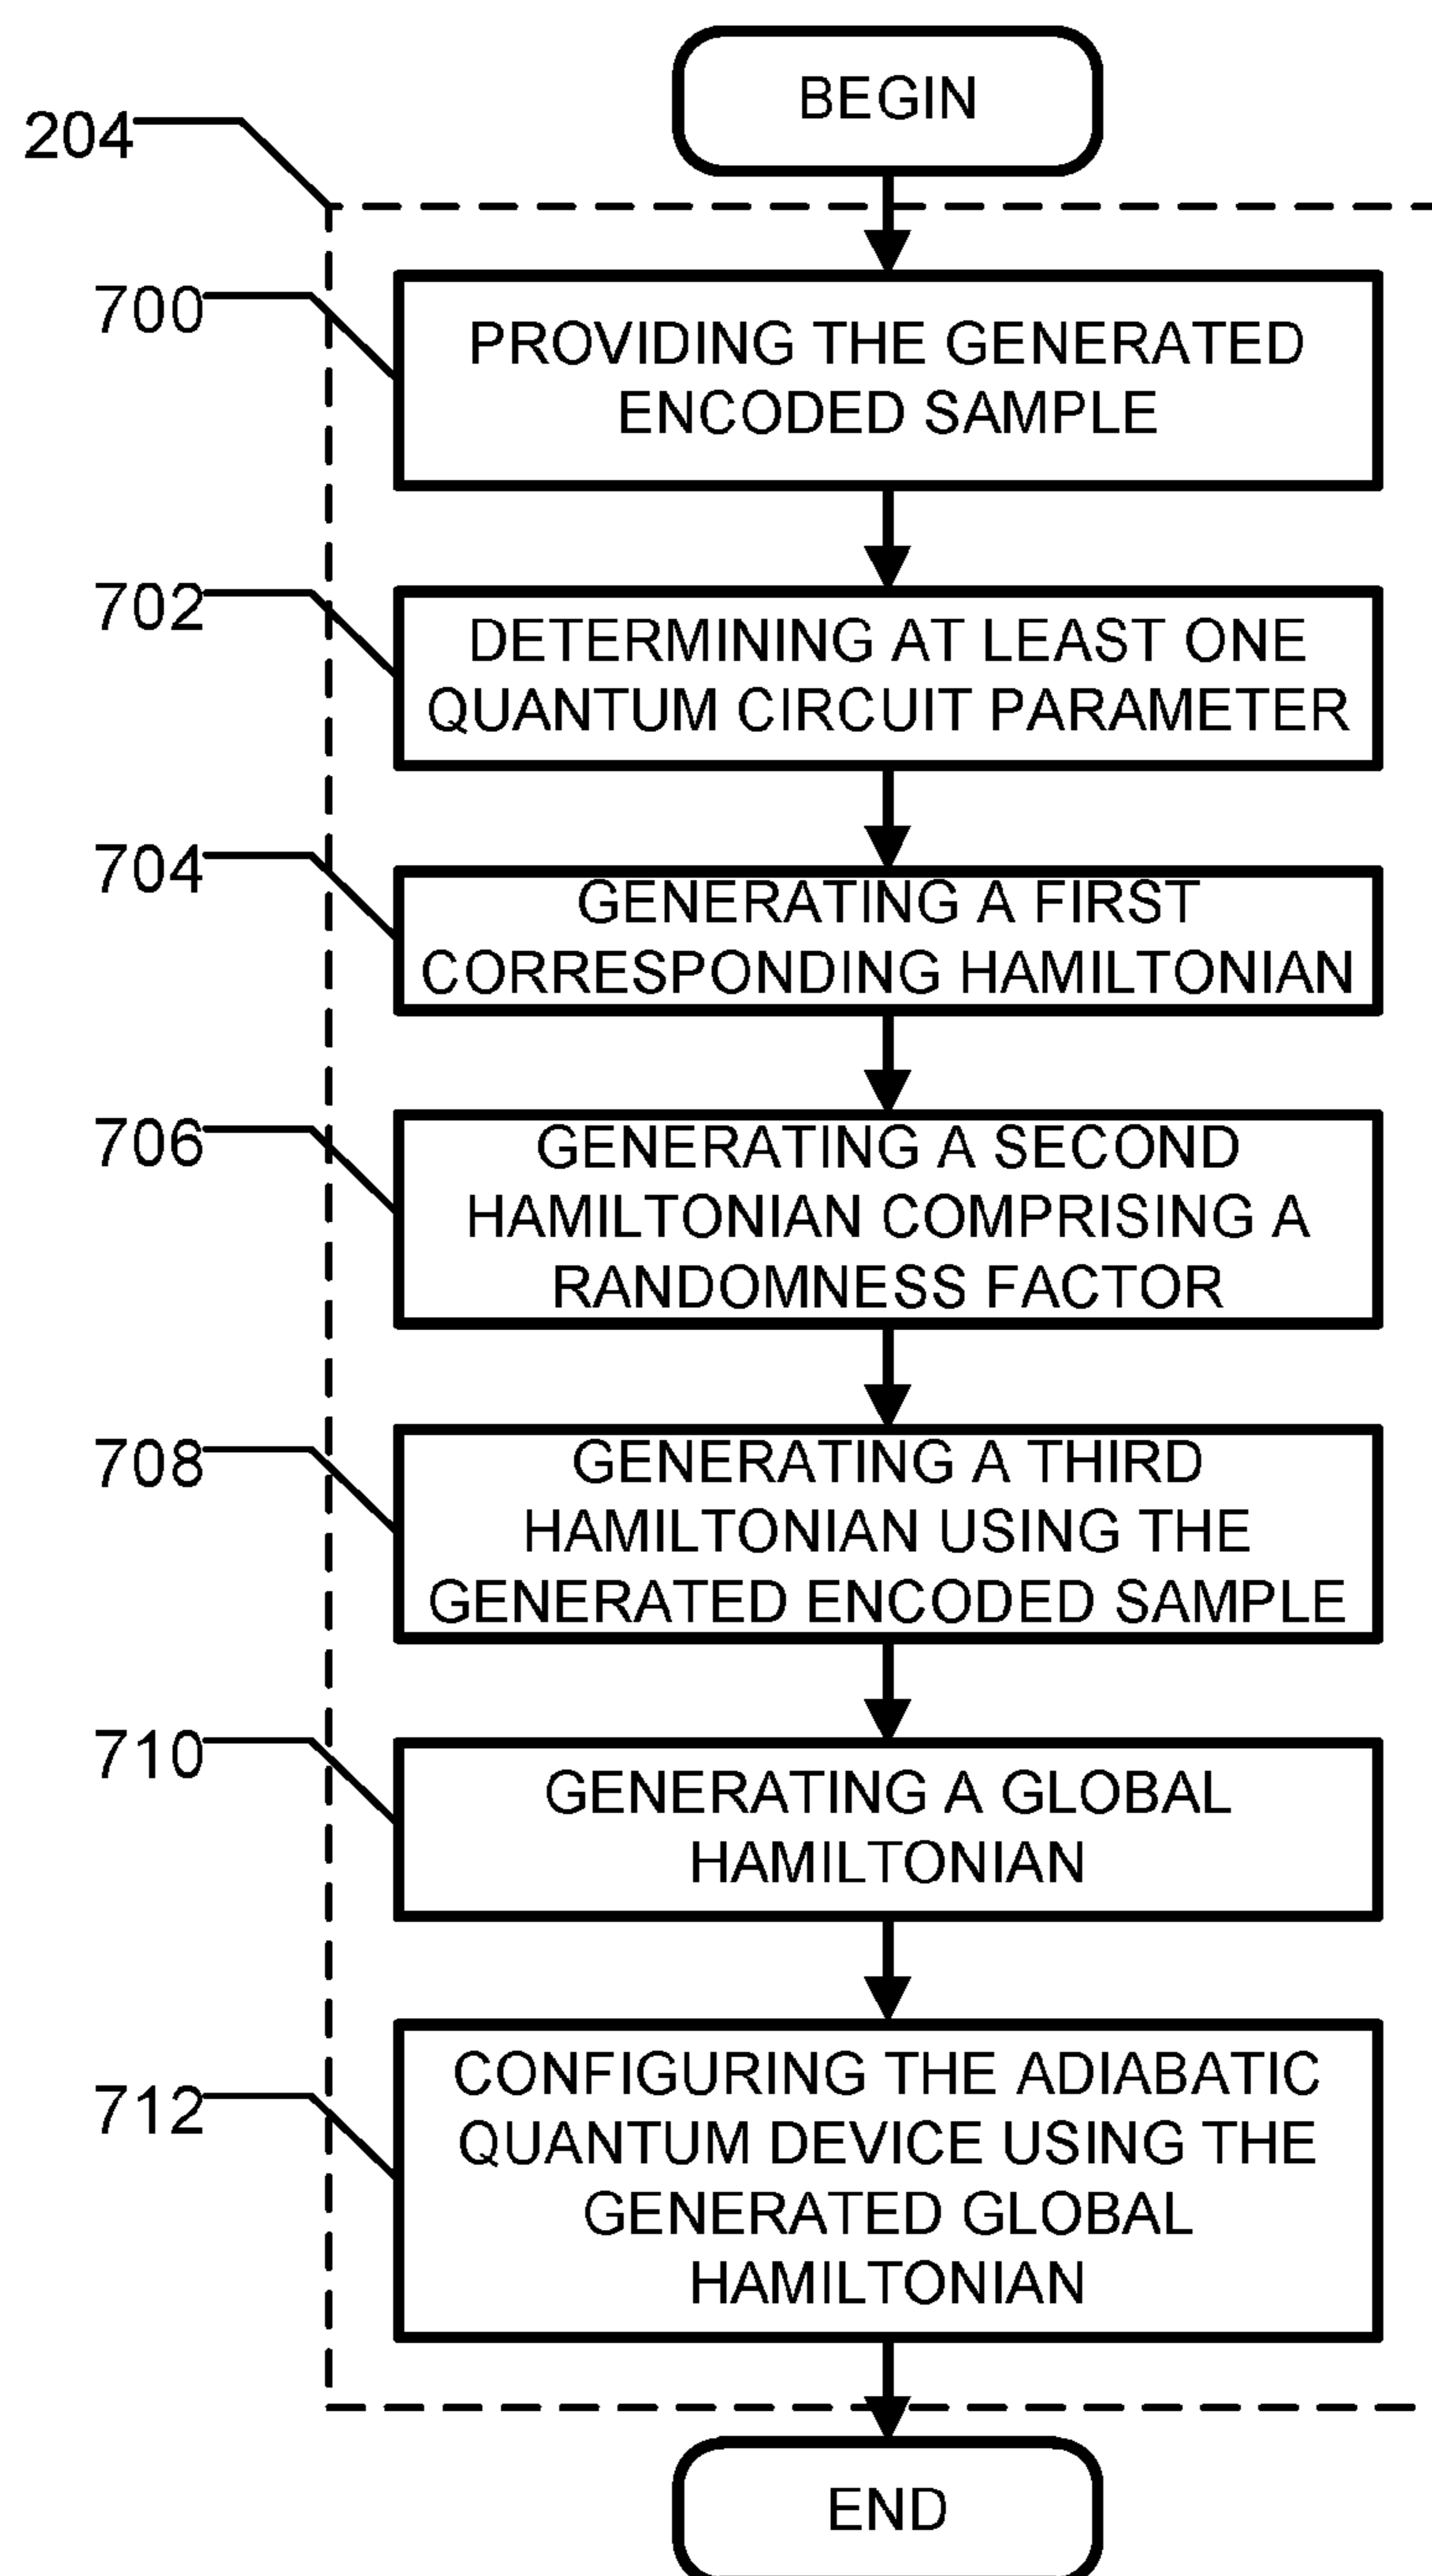 BEGIN
204
700
PROVIDING THE GENERATED
ENCODED SAMPLE
702
DETERMINING AT LEAST ONE
QUANTUM CIRCUIT PARAMETER
704
GENERATING A FIRST
CORRESPONDING HAMILTONIAN
706
GENERATING A SECOND
HAMILTONIAN COMPRISING A
RANDOMNESS FACTOR
708
GENERATING A THIRD
HAMILTONIAN USING THE
GENERATED ENCODED SAMPLE
710
GENERATING A GLOBAL
HAMILTONIAN
712
CONFIGURING THE ADIABATIC
QUANTUM DEVICE USING THE
GENERATED GLOBAL
HAMILTONIAN
END